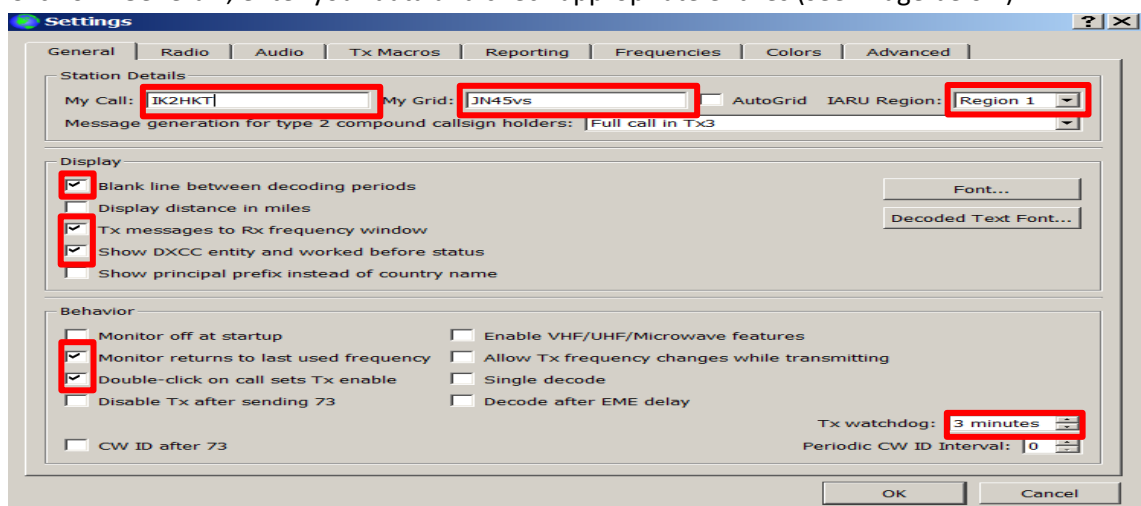 Settings
General Radio Audio Tx Macros Reporting Frequencies Colors Advanced
Station Details
My Call: IK2HKT My Grid: JN45vs AutoGrid IARU Region: Region 1
Message generation for type 2 compound callsign holders: Full call in Tx3
Display
Blank line between decoding periods
Font...
Display distance in miles
Decoded Text Font...
Tx messages to Rx frequency window
Show DXCC entity and worked before status
Show principal prefix instead of country name
Behavior
Monitor off at startup Enable VHF/UHF/Microwave features
Monitor returns to last used frequency Allow Tx frequency changes while transmitting
Double-click on call sets Tx enable Single decode
Disable Tx after sending 73 Decode after EME delay
Tx watchdog: 3 minutes
CW ID after 73 Periodic CW ID Interval: 0
OK Cancel